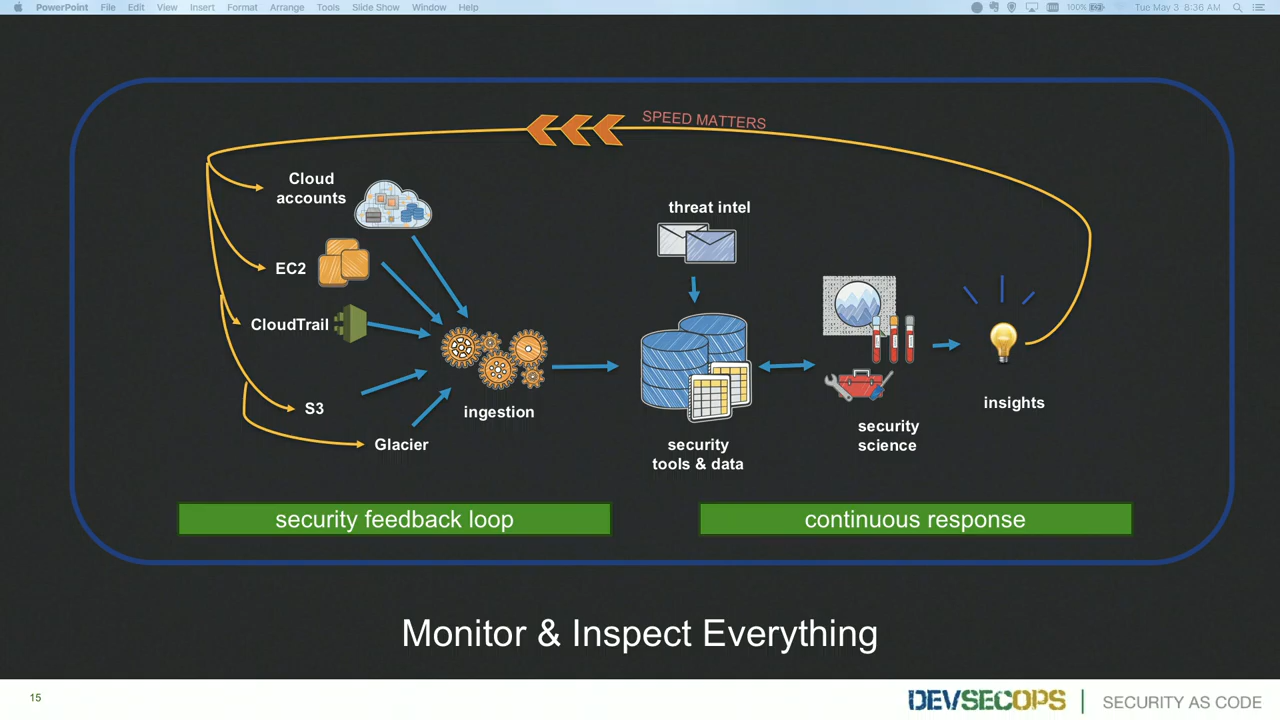 PowerPoint File Edit View Insert Format Arrange Tools Slide Show Window Help 100% Tue May 3 8:36 AM
SPEED MATTERS
Cloud
accounts
EC2
CloudTrail
S3
Glacier
ingestion
threat intel
security
tools & data
security
science
insights
security feedback loop
continuous response
Monitor & Inspect Everything
15
DEVSECOPS | SECURITY AS CODE